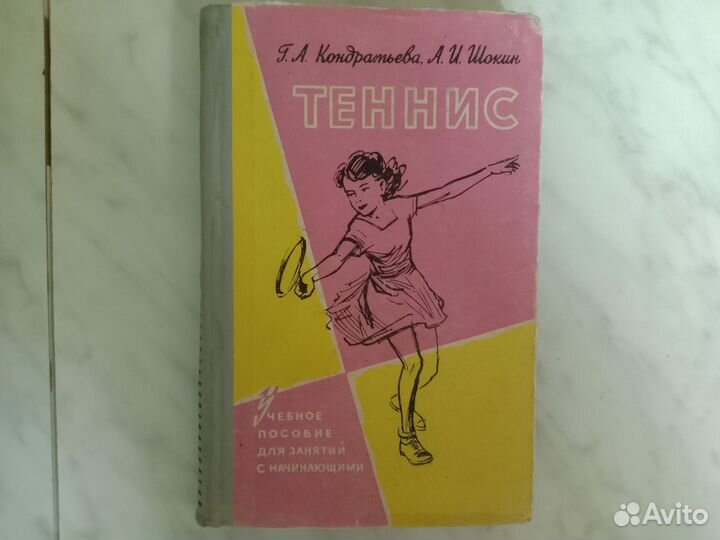 Г. А. Кондратьева, А. И. Шокин
ТЕННИС
УЧЕБНОЕ
ПОСОБИЕ
ДЛЯ ЗАНЯТИЙ
С НАЧИНАЮЩИМИ
Avito